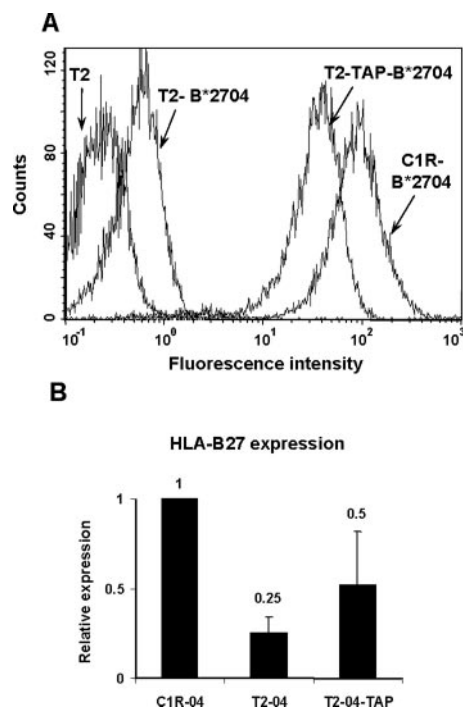 A
T2
T2- B*2704
T2-TAP-B*2704
C1R-
B*2704
Counts
120
80
40
0
10-1
100
101
102
103
Fluorescence intensity
B
HLA-B27 expression
Relative expression
1
0.5
0
1
0.25
0.5
C1R-04
T2-04
T2-04-TAP